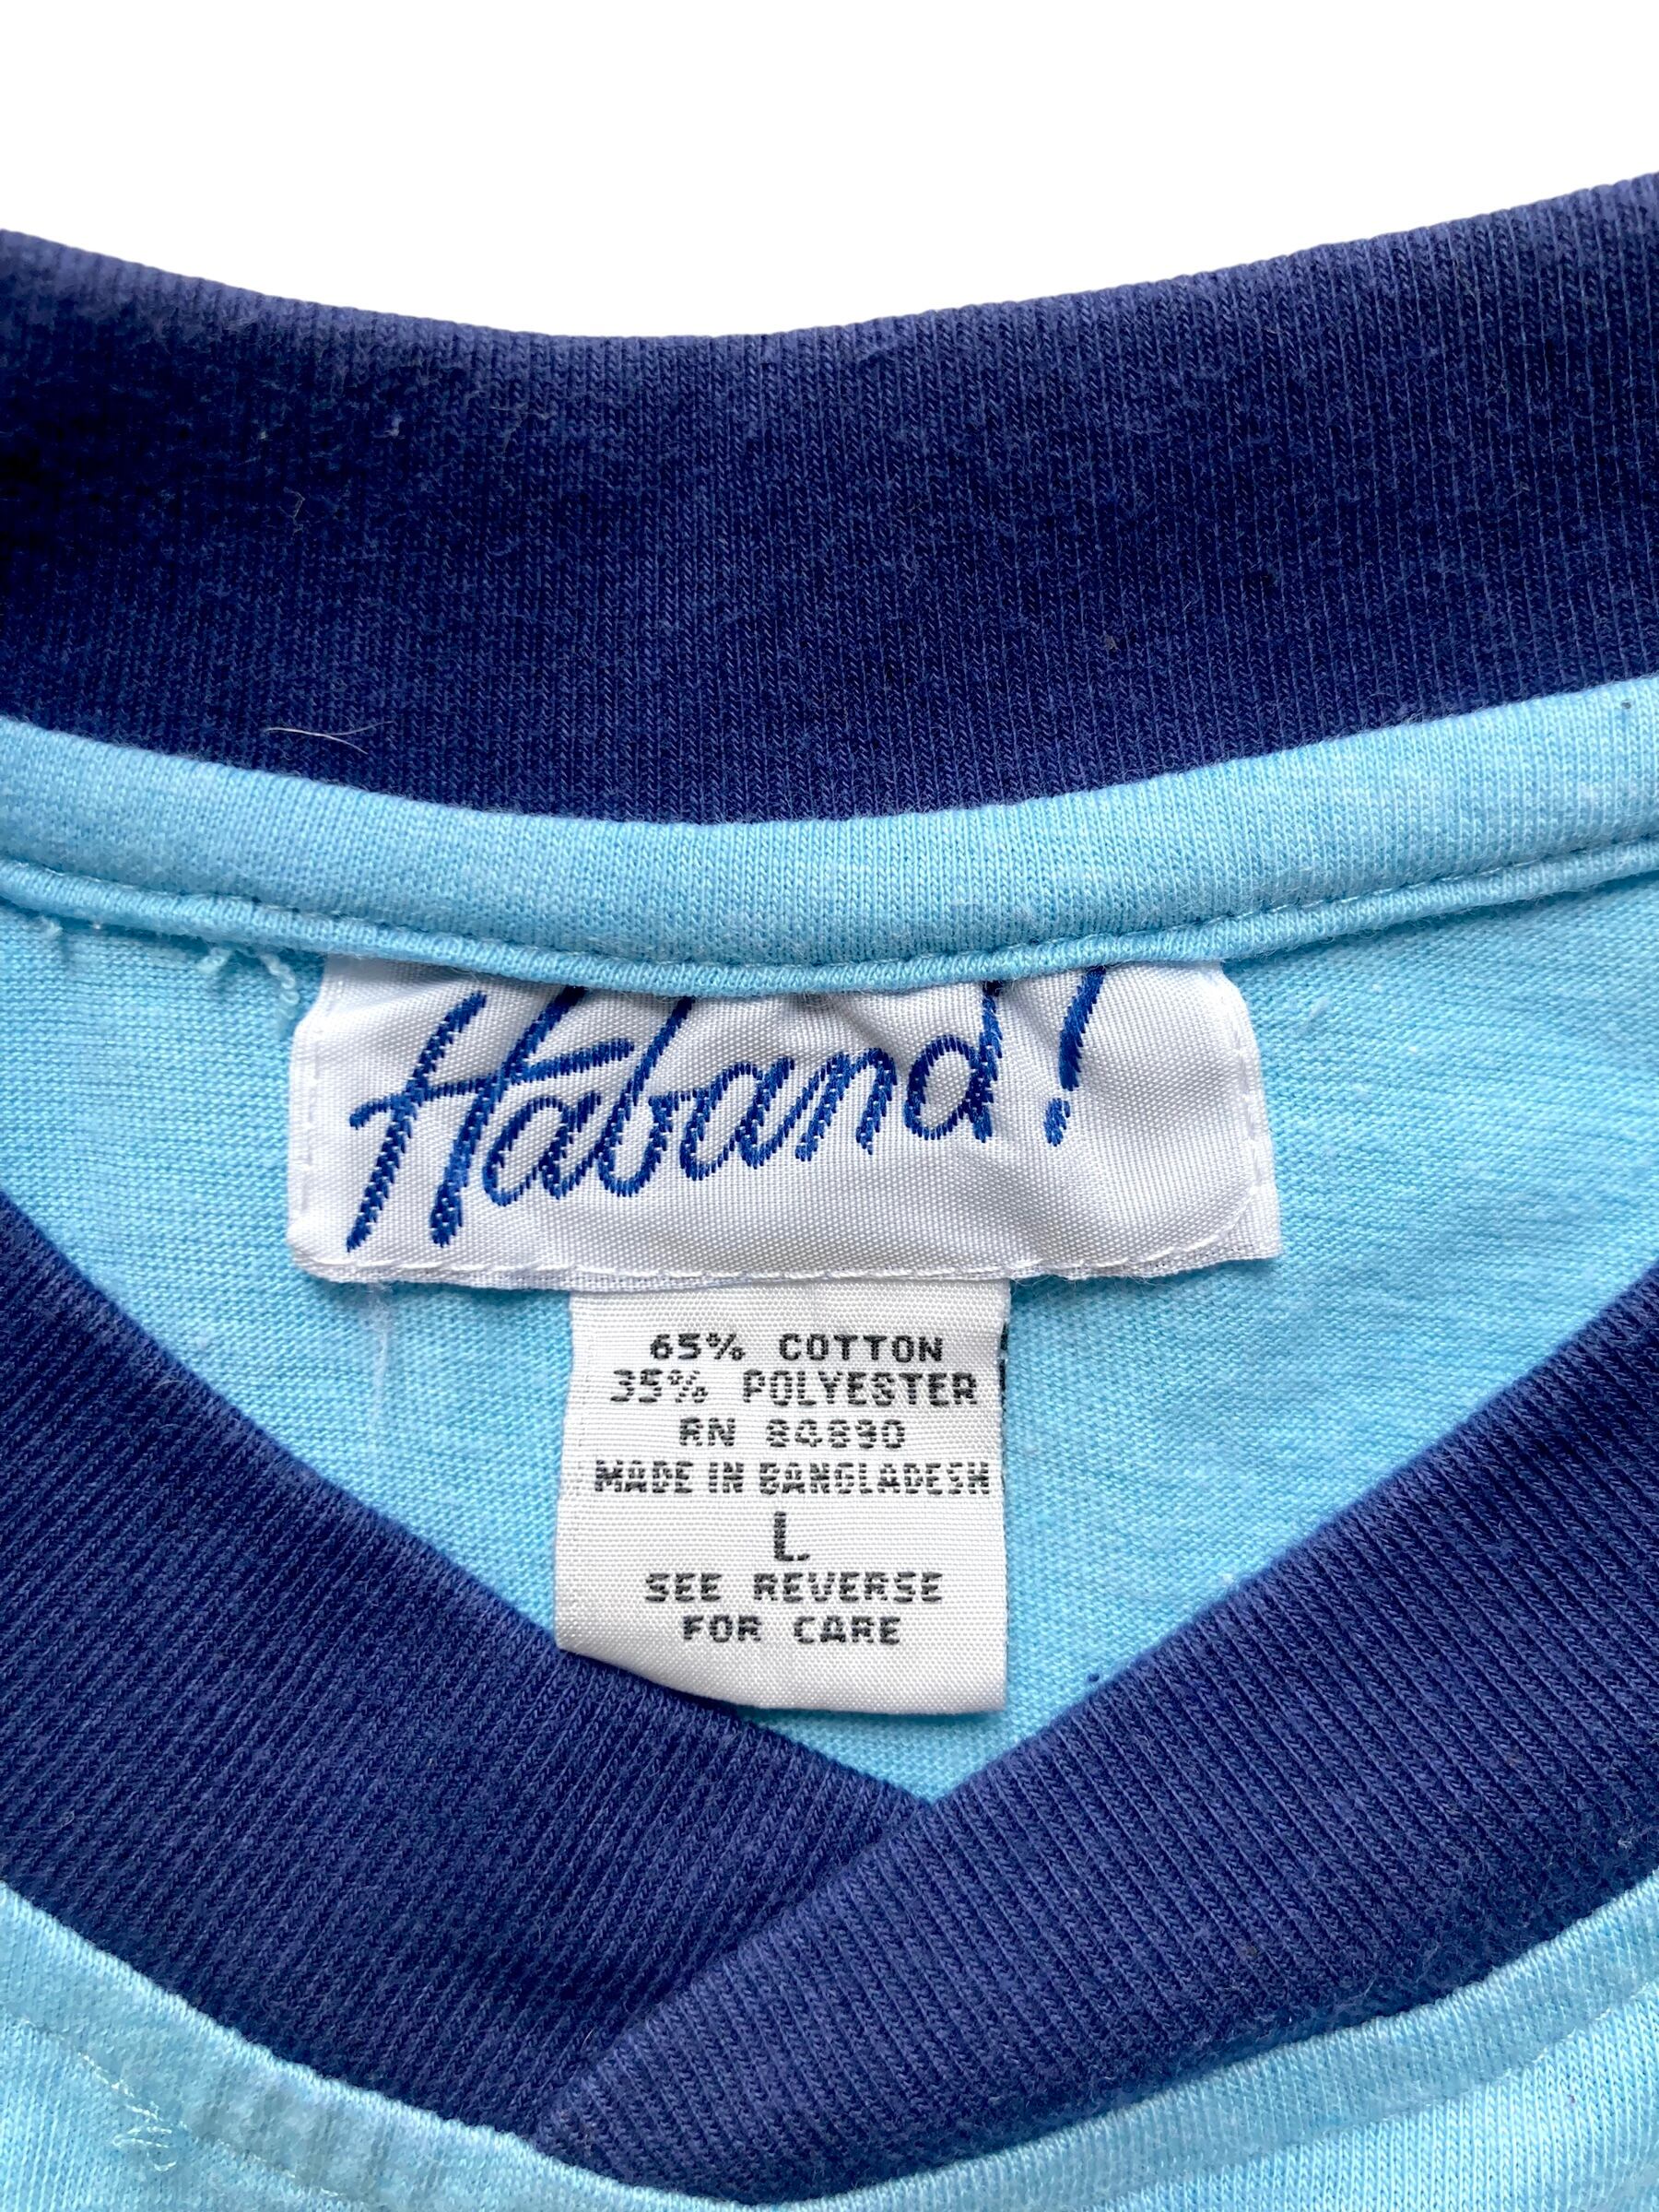 Haband!
65% COTTON
35% POLYESTER
RN 84890
MADE IN BANGLADESH
L
SEE REVERSE
FOR CARE